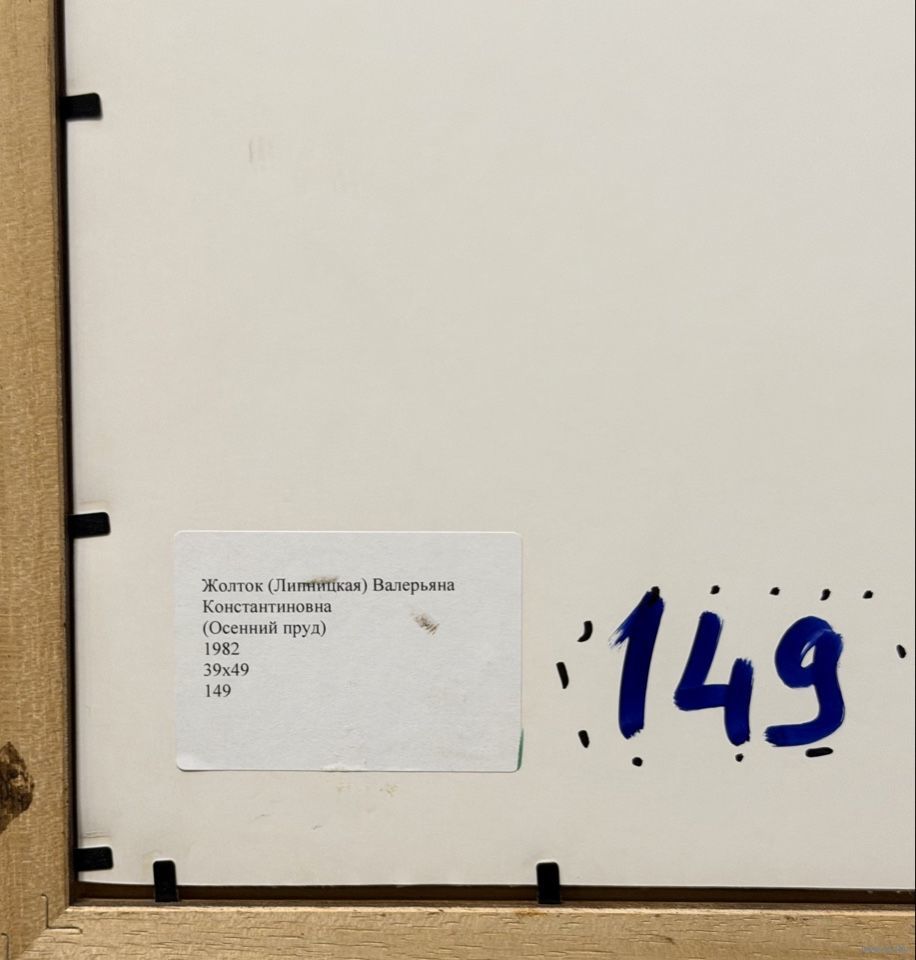 Жолток (Липницкая) Валерьяна
Константиновна
(Осенний пруд)
1982
39x49
149
149